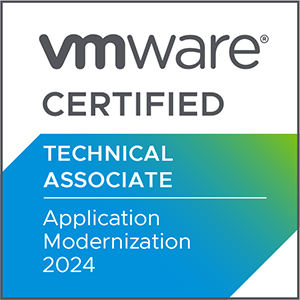 vmware®
CERTIFIED
TECHNICAL
ASSOCIATE
Application
Modernization
2024